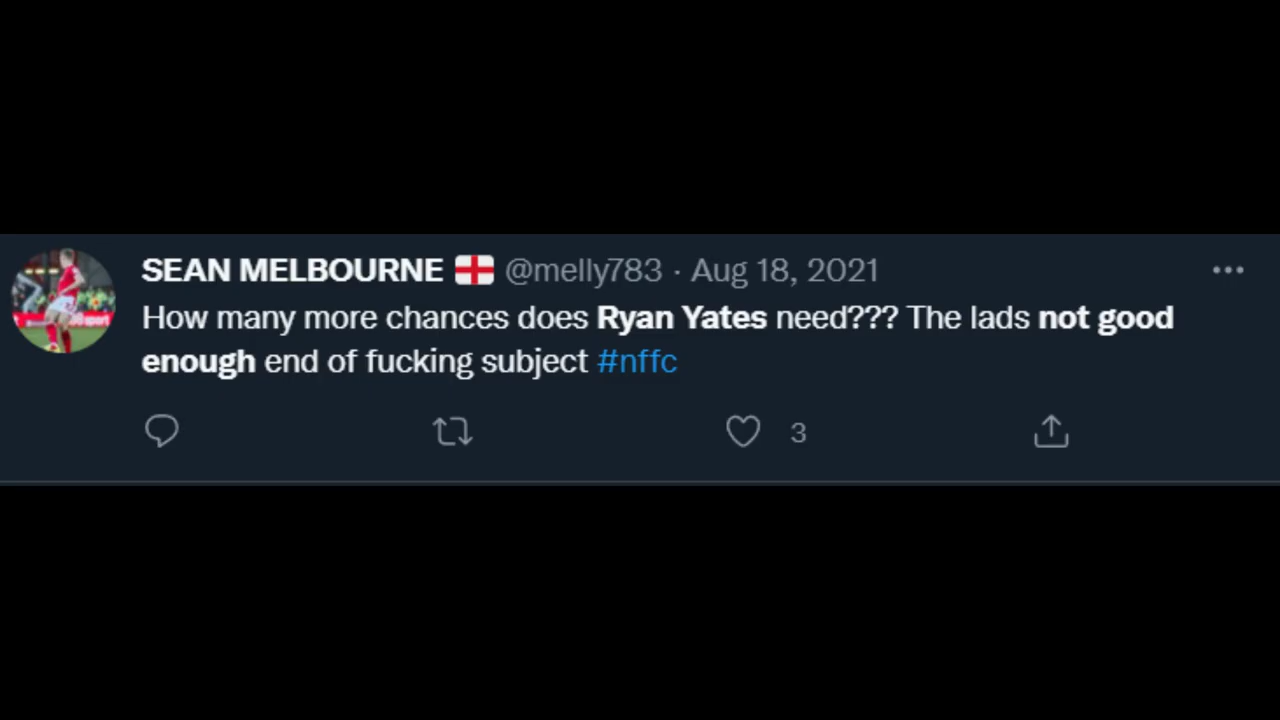 SEAN MELBOURNE @melly783 · Aug 18, 2021
How many more chances does Ryan Yates need??? The lads not good
enough end of fucking subject #nffc
3